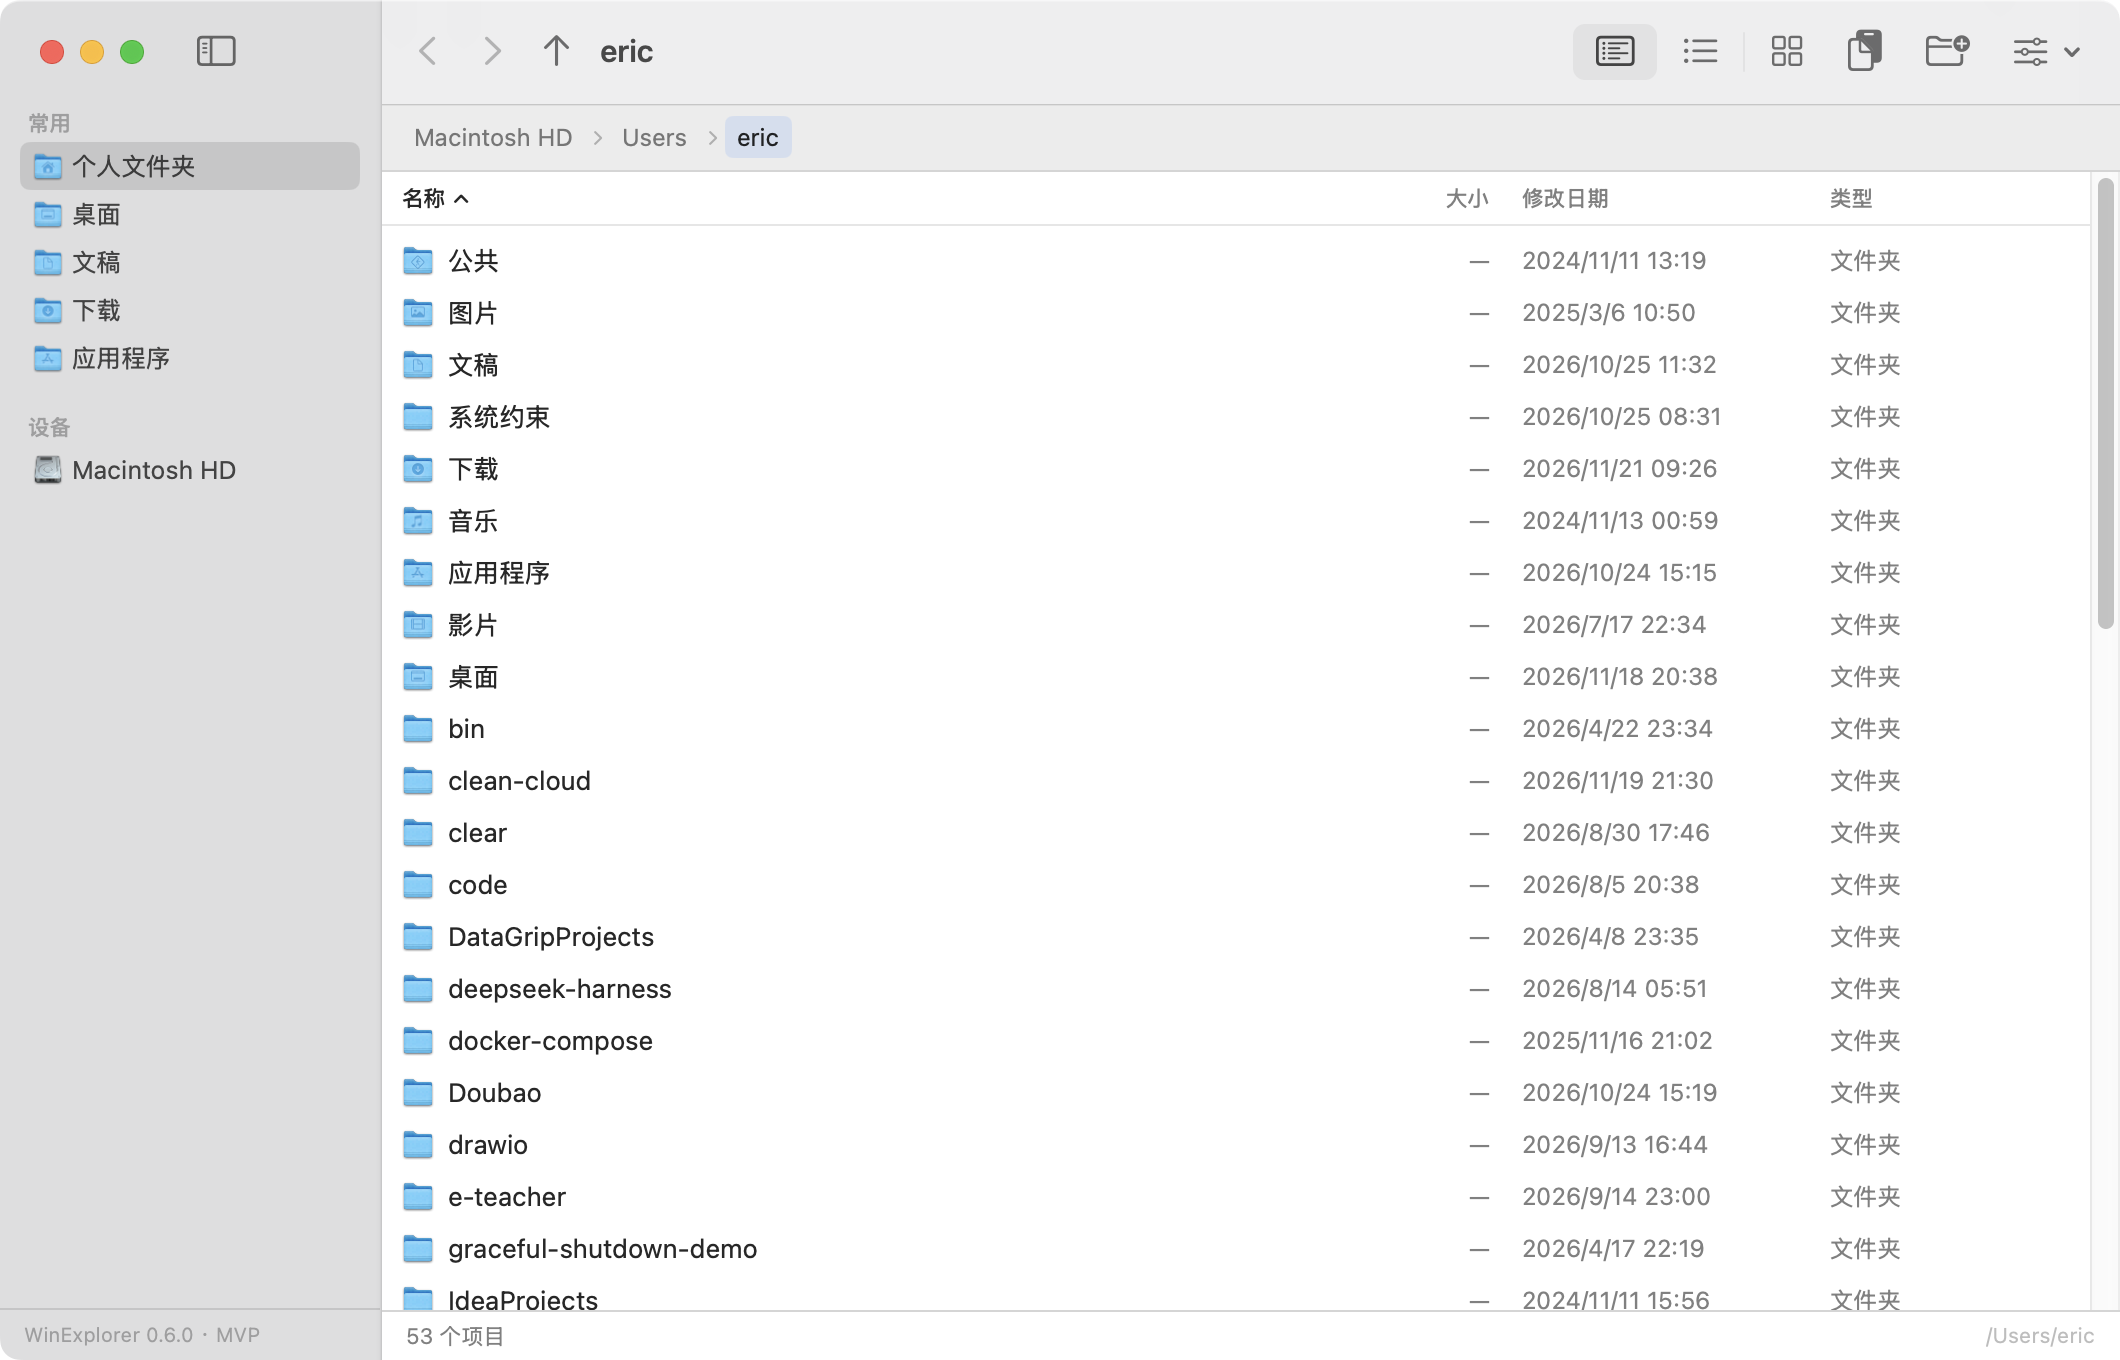 eric
常用
个人文件夹
桌面
文稿
下载
应用程序
设备
Macintosh HD
WinExplorer 0.6.0 · MVP
Macintosh HD › Users › eric
名称 大小 修改日期 类型
公共 — 2024/11/11 13:19 文件夹
图片 — 2025/3/6 10:50 文件夹
文稿 — 2026/10/25 11:32 文件夹
系统约束 — 2026/10/25 08:31 文件夹
下载 — 2026/11/21 09:26 文件夹
音乐 — 2024/11/13 00:59 文件夹
应用程序 — 2026/10/24 15:15 文件夹
影片 — 2026/7/17 22:34 文件夹
桌面 — 2026/11/18 20:38 文件夹
bin — 2026/4/22 23:34 文件夹
clean-cloud — 2026/11/19 21:30 文件夹
clear — 2026/8/30 17:46 文件夹
code — 2026/8/5 20:38 文件夹
DataGripProjects — 2026/4/8 23:35 文件夹
deepseek-harness — 2026/8/14 05:51 文件夹
docker-compose — 2025/11/16 21:02 文件夹
Doubao — 2026/10/24 15:19 文件夹
drawio — 2026/9/13 16:44 文件夹
e-teacher — 2026/9/14 23:00 文件夹
graceful-shutdown-demo — 2026/4/17 22:19 文件夹
IdeaProjects — 2024/11/11 15:56 文件夹
53 个项目 /Users/eric